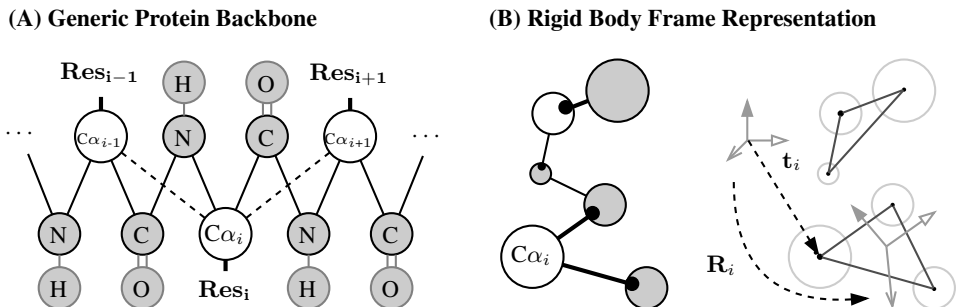 (A) Generic Protein Backbone
(B) Rigid Body Frame Representation
Res_{i−1} H O Res_{i+1}
⋯ Cα_{i-1} N C Cα_{i+1} ⋯
N C Cα_i N C
H O Res_i H O
Cα_i
t_i
R_i